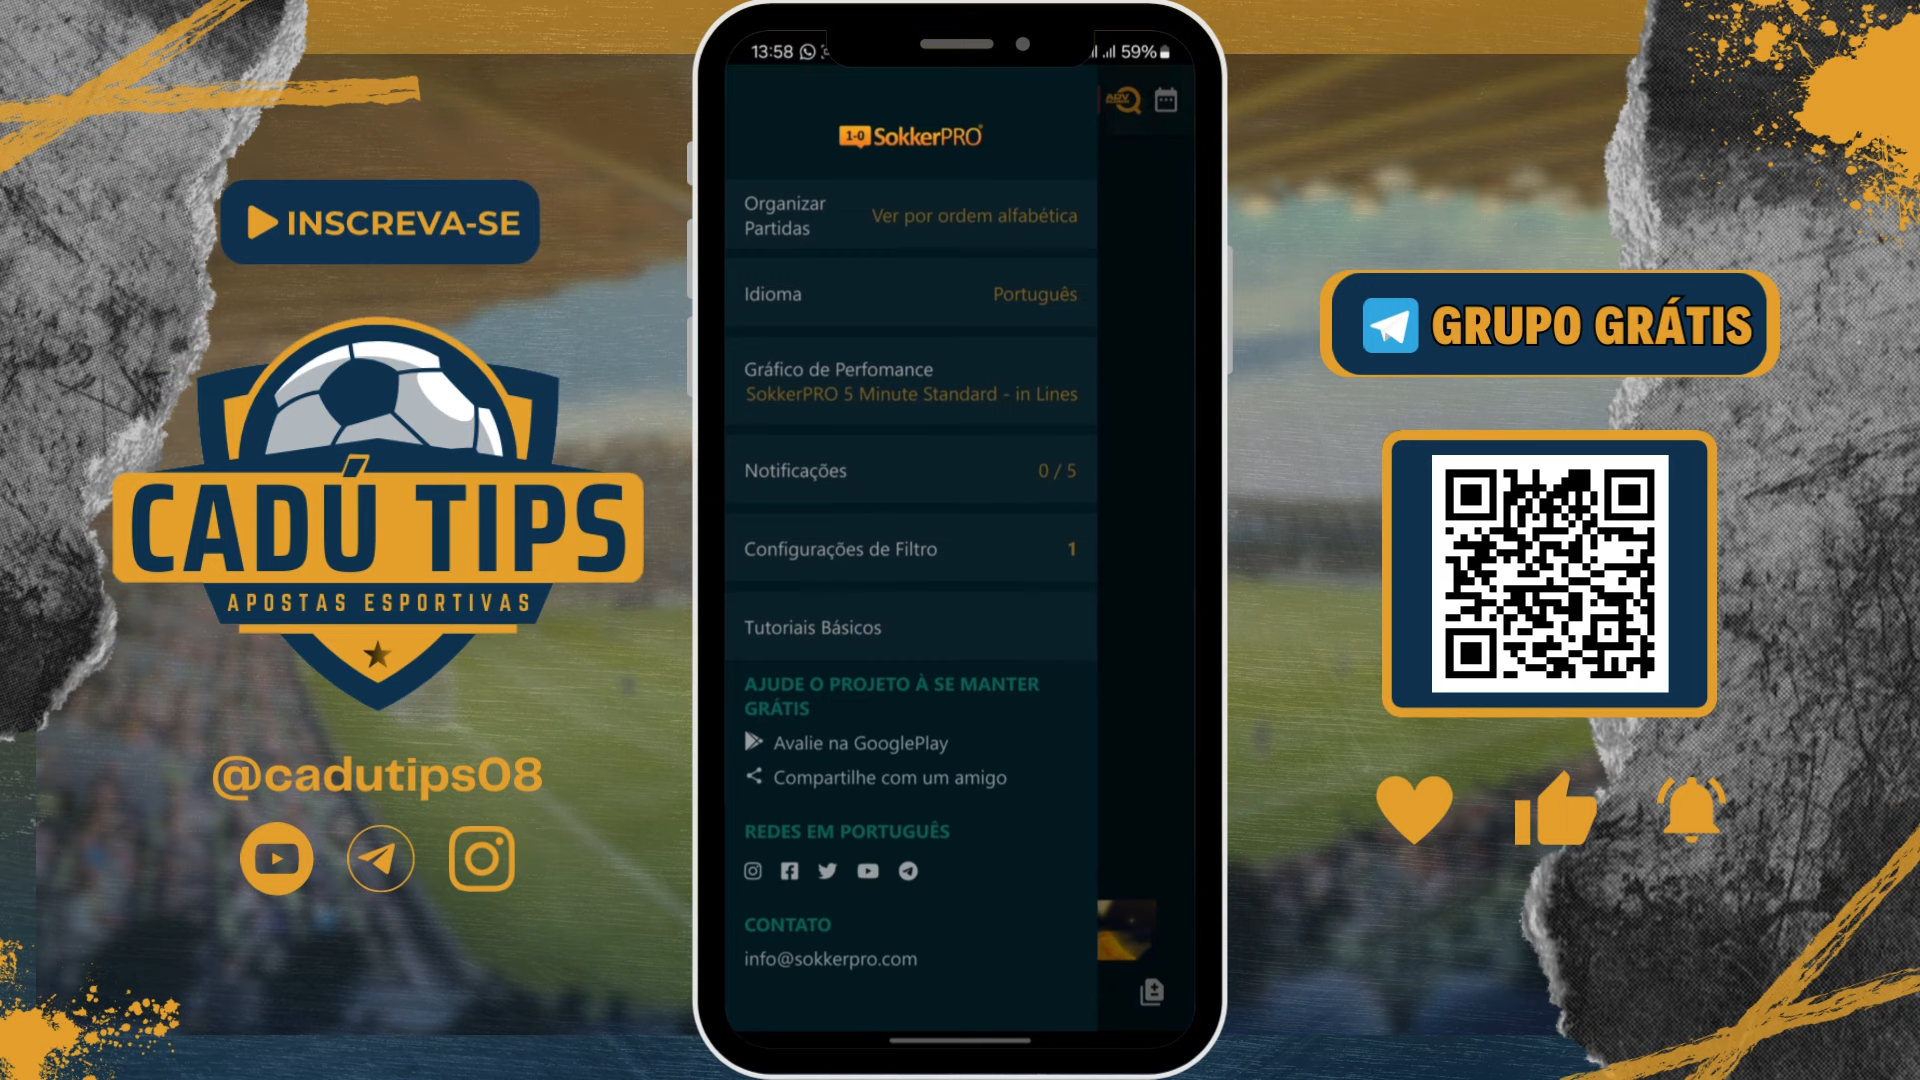 INSCREVA-SE
CADÚ TIPS
APOSTAS ESPORTIVAS
@cadutips08
13:58
59%
ADV
1-0 SokkerPRO
Organizar
Partidas
Ver por ordem alfabética
Idioma
Português
Gráfico de Perfomance
SokkerPRO 5 Minute Standard - in Lines
Notificações
0 / 5
Configurações de Filtro
1
Tutoriais Básicos
AJUDE O PROJETO À SE MANTER
GRÁTIS
Avalie na GooglePlay
Compartilhe com um amigo
REDES EM PORTUGUÊS
CONTATO
info@sokkerpro.com
GRUPO GRÁTIS